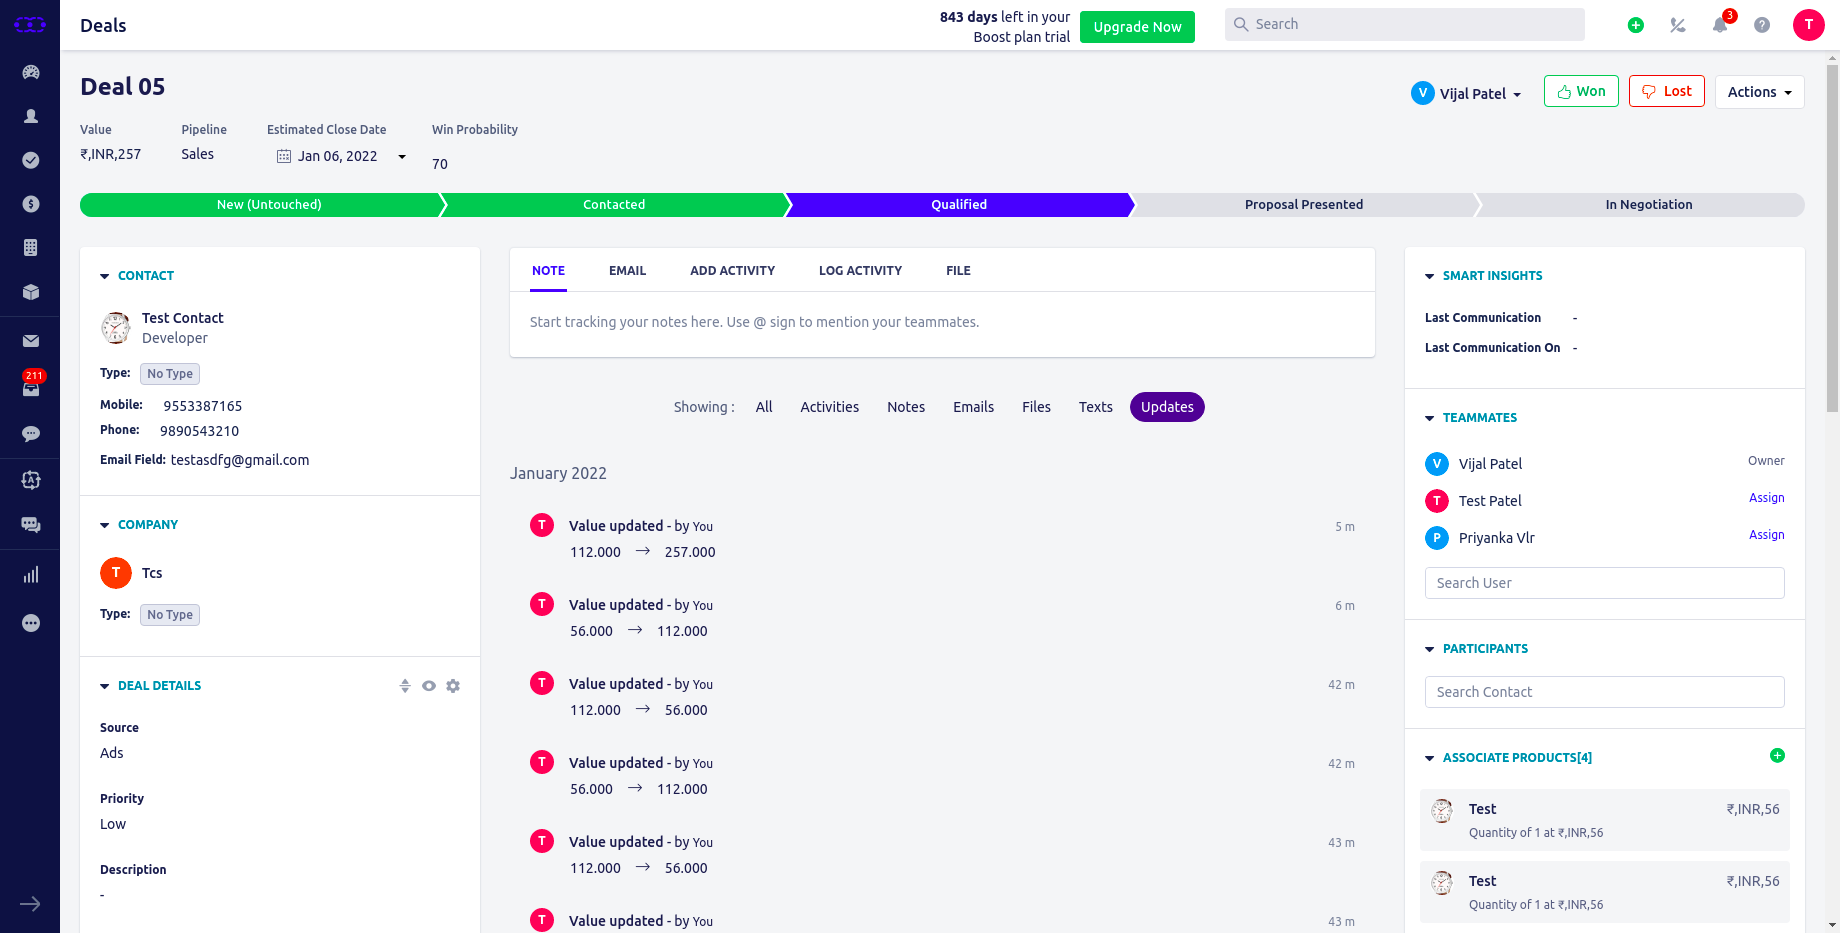 Deals
843 days left in your
Boost plan trial
Upgrade Now
Search
3
T
211
Deal 05
V Vijal Patel
Won
Lost
Actions
Value
₹,INR,257
Pipeline
Sales
Estimated Close Date
Jan 06, 2022
Win Probability
70
New (Untouched)
Contacted
Qualified
Proposal Presented
In Negotiation
CONTACT
Test Contact
Developer
Type: No Type
Mobile: 9553387165
Phone: 9890543210
Email Field: testasdfg@gmail.com
COMPANY
T Tcs
Type: No Type
DEAL DETAILS
Source
Ads
Priority
Low
Description
-
NOTE
EMAIL
ADD ACTIVITY
LOG ACTIVITY
FILE
Start tracking your notes here. Use @ sign to mention your teammates.
Showing : All Activities Notes Emails Files Texts Updates
January 2022
T Value updated - by You 5 m
112.000 → 257.000
T Value updated - by You 6 m
56.000 → 112.000
T Value updated - by You 42 m
112.000 → 56.000
T Value updated - by You 42 m
56.000 → 112.000
T Value updated - by You 43 m
112.000 → 56.000
T Value updated - by You 43 m
SMART INSIGHTS
Last Communication -
Last Communication On -
TEAMMATES
V Vijal Patel Owner
T Test Patel Assign
P Priyanka Vlr Assign
Search User
PARTICIPANTS
Search Contact
ASSOCIATE PRODUCTS[4]
Test ₹,INR,56
Quantity of 1 at ₹,INR,56
Test ₹,INR,56
Quantity of 1 at ₹,INR,56